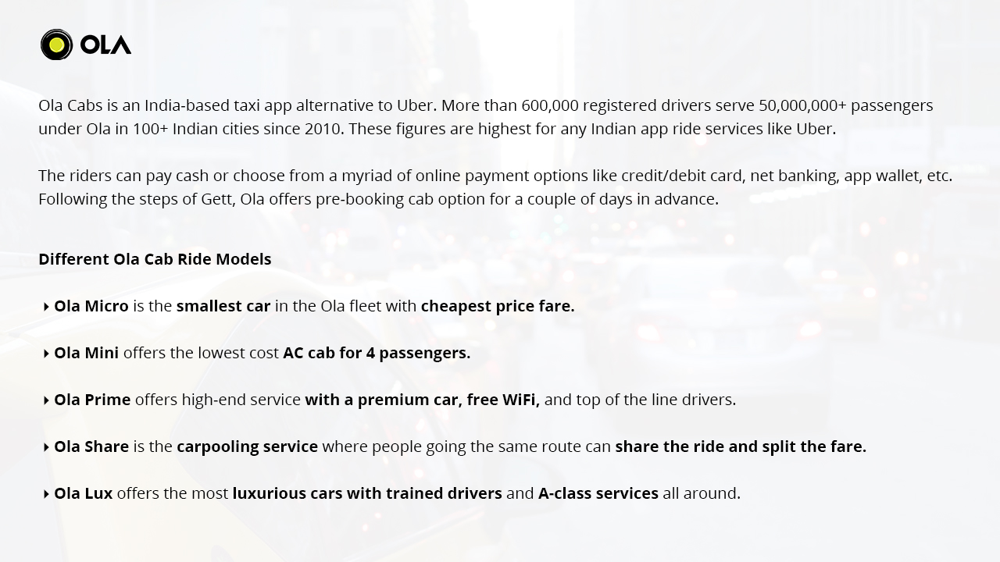 OLA
Ola Cabs is an India-based taxi app alternative to Uber. More than 600,000 registered drivers serve 50,000,000+ passengers
under Ola in 100+ Indian cities since 2010. These figures are highest for any Indian app ride services like Uber.
The riders can pay cash or choose from a myriad of online payment options like credit/debit card, net banking, app wallet, etc.
Following the steps of Gett, Ola offers pre-booking cab option for a couple of days in advance.
Different Ola Cab Ride Models
Ola Micro is the smallest car in the Ola fleet with cheapest price fare.
Ola Mini offers the lowest cost AC cab for 4 passengers.
Ola Prime offers high-end service with a premium car, free WiFi, and top of the line drivers.
Ola Share is the carpooling service where people going the same route can share the ride and split the fare.
Ola Lux offers the most luxurious cars with trained drivers and A-class services all around.